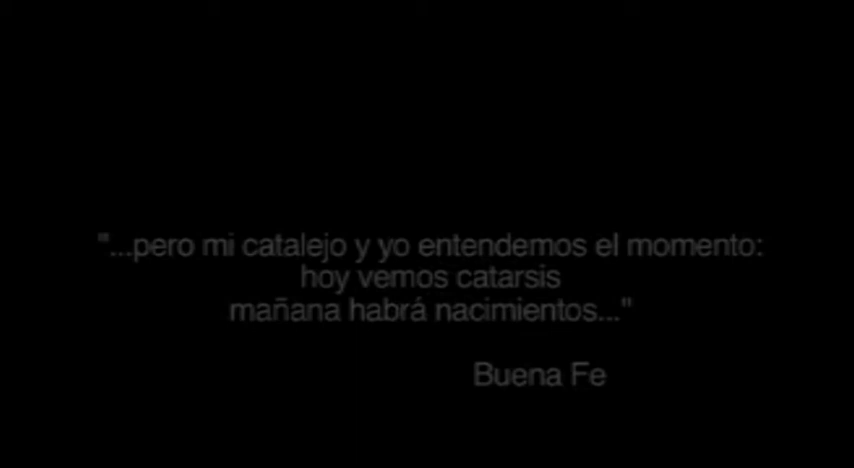 "...pero mi catalejo y yo entendemos el momento:
hoy vemos catarsis
mañana habrá nacimientos..."
Buena Fe